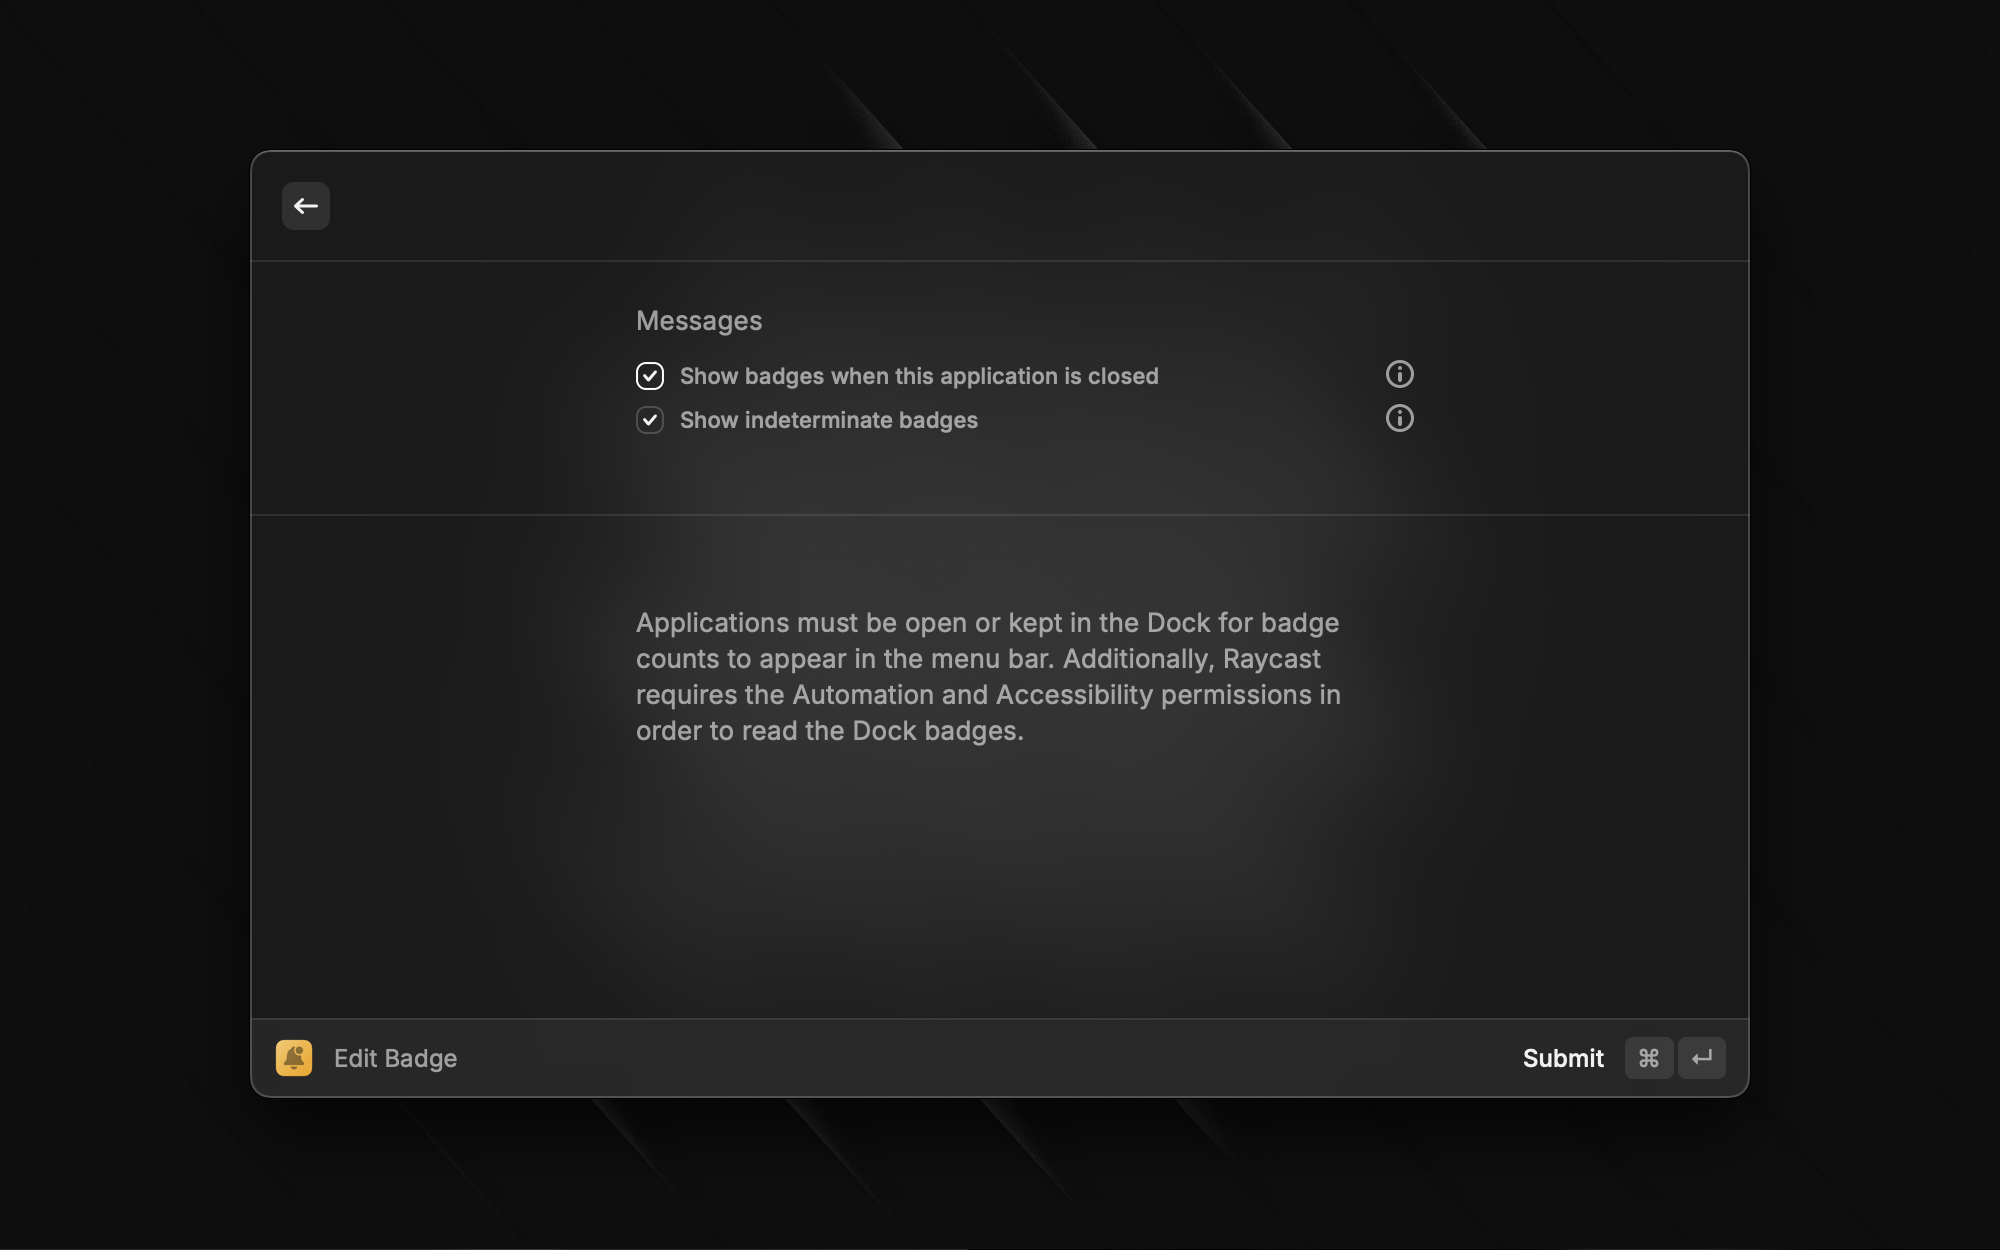 Messages
Show badges when this application is closed
Show indeterminate badges
Applications must be open or kept in the Dock for badge
counts to appear in the menu bar. Additionally, Raycast
requires the Automation and Accessibility permissions in
order to read the Dock badges.
Edit Badge
Submit ⌘ ↵